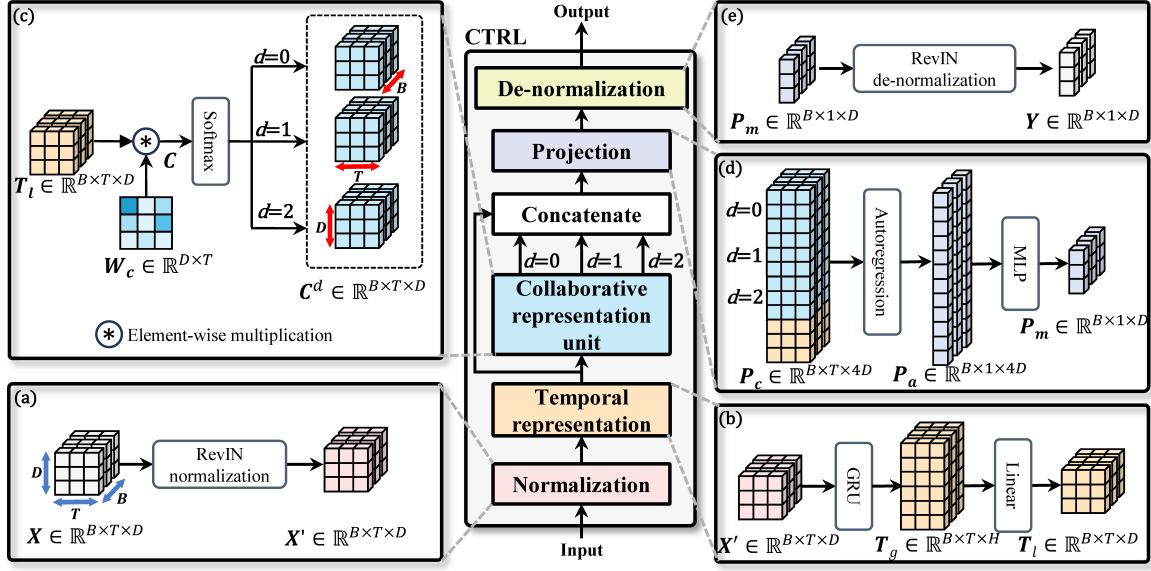 (c)
d=0
B
T_l ∈ ℝ^{B×T×D}
*
C
Softmax
d=1
T
W_c ∈ ℝ^{D×T}
d=2
D
C^d ∈ ℝ^{B×T×D}
* Element-wise multiplication
(a)
D
T
B
RevIN
normalization
X ∈ ℝ^{B×T×D}
X' ∈ ℝ^{B×T×D}
Output
CTRL
De-normalization
Projection
Concatenate
d=0
d=1
d=2
Collaborative
representation
unit
Temporal
representation
Normalization
Input
(e)
RevIN
de-normalization
P_m ∈ ℝ^{B×1×D}
Y ∈ ℝ^{B×1×D}
(d)
d=0
d=1
d=2
Autoregression
MLP
P_c ∈ ℝ^{B×T×4D}
P_a ∈ ℝ^{B×1×4D}
P_m ∈ ℝ^{B×1×D}
(b)
GRU
Linear
X' ∈ ℝ^{B×T×D}
T_g ∈ ℝ^{B×T×H}
T_l ∈ ℝ^{B×T×D}